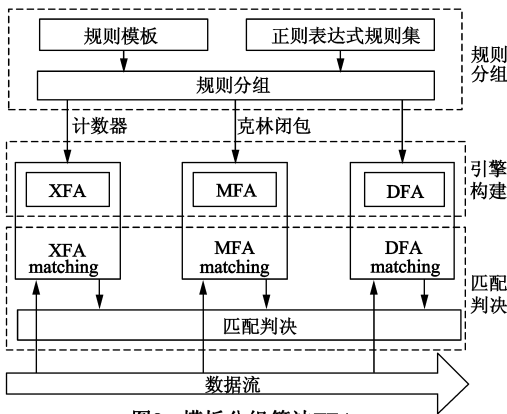 规则模板
正则表达式规则集
规则
分组
规则分组
计数器
克林闭包
引擎
构建
XFA
MFA
DFA
XFA
matching
MFA
matching
DFA
matching
匹配
判决
匹配判决
数据流